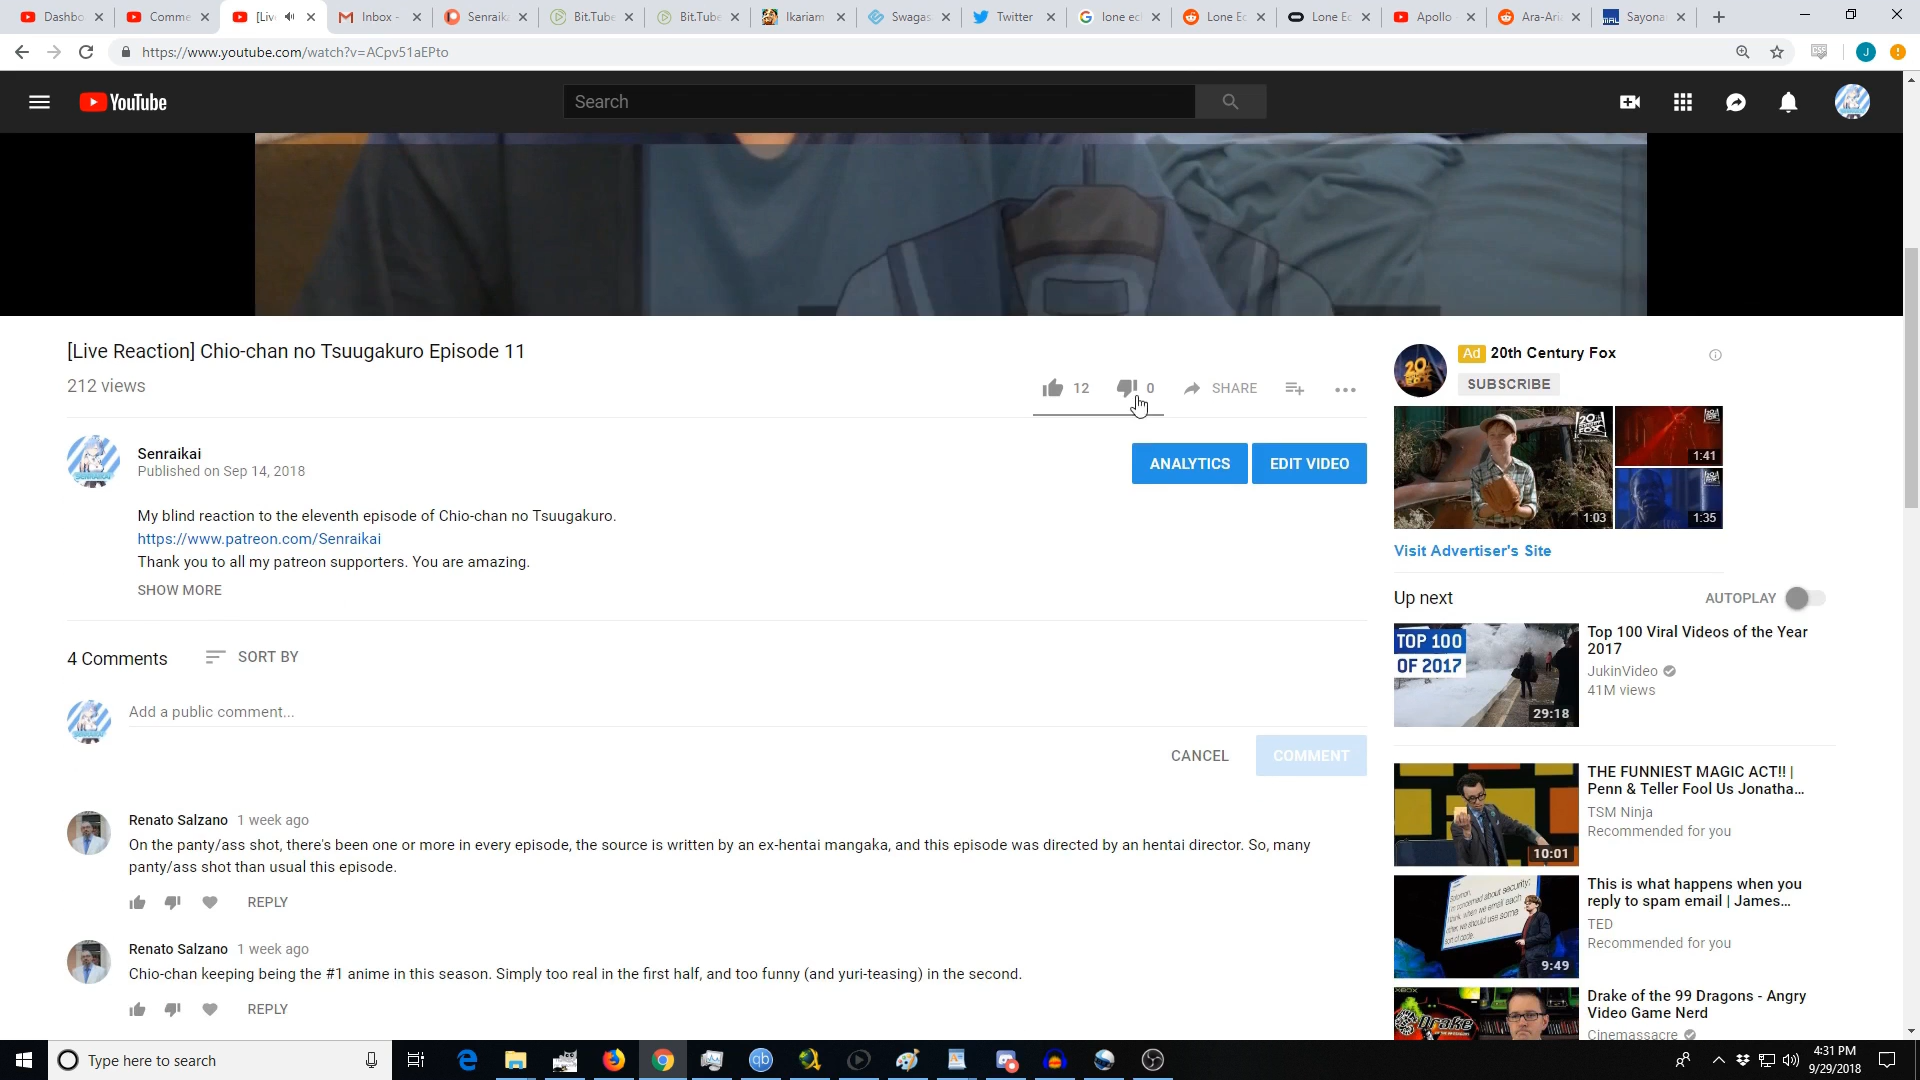 Dashbo
Comme
[Liv
Inbox -
Senraika
Bit.Tube
Bit.Tube
Ikariam
Swagas
Twitter
lone ec
Lone Ec
Lone Ec
Apollo
Ara-Ara
Sayona
https://www.youtube.com/watch?v=ACpv51aEPto
J
YouTube
Search
[Live Reaction] Chio-chan no Tsuugakuro Episode 11
212 views
12
0
SHARE
Senraikai
Published on Sep 14, 2018
ANALYTICS
EDIT VIDEO
My blind reaction to the eleventh episode of Chio-chan no Tsuugakuro.
https://www.patreon.com/Senraikai
Thank you to all my patreon supporters. You are amazing.
SHOW MORE
4 Comments
SORT BY
Add a public comment...
CANCEL
COMMENT
Renato Salzano 1 week ago
On the panty/ass shot, there's been one or more in every episode, the source is written by an ex-hentai mangaka, and this episode was directed by an hentai director. So, many
panty/ass shot than usual this episode.
REPLY
Renato Salzano 1 week ago
Chio-chan keeping being the #1 anime in this season. Simply too real in the first half, and too funny (and yuri-teasing) in the second.
REPLY
Ad 20th Century Fox
SUBSCRIBE
1:03
1:41
1:35
Visit Advertiser's Site
Up next
AUTOPLAY
TOP 100
OF 2017
29:18
Top 100 Viral Videos of the Year
2017
JukinVideo
41M views
10:01
THE FUNNIEST MAGIC ACT!! |
Penn & Teller Fool Us Jonatha...
TSM Ninja
Recommended for you
9:49
This is what happens when you
reply to spam email | James...
TED
Recommended for you
Drake of the 99 Dragons - Angry
Video Game Nerd
Cinemassacre
Type here to search
4:31 PM
9/29/2018